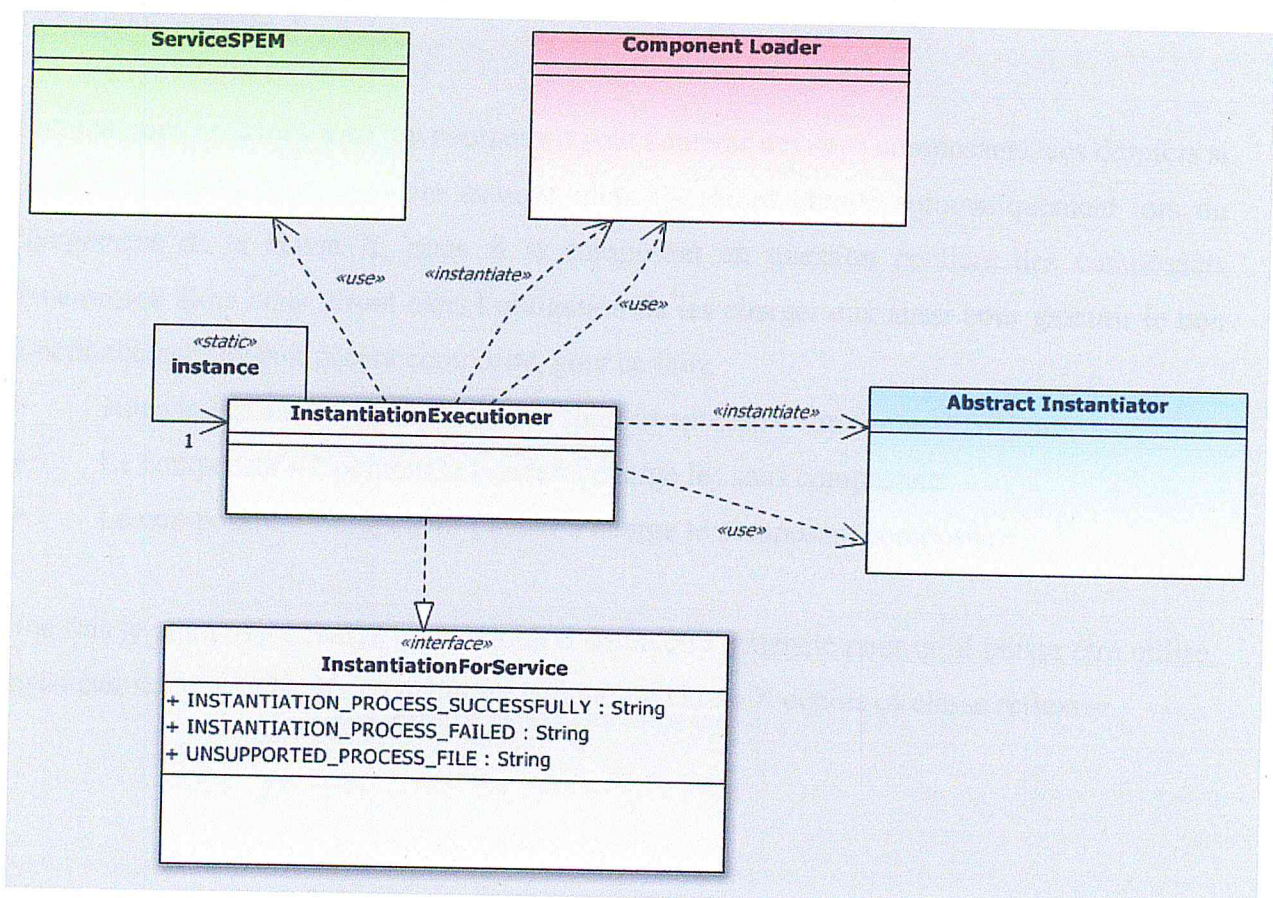 ServiceSPEM
Component Loader
«use»
«instantiate»
«use»
«static»
instance
1
InstantiationExecutioner
«instantiate»
Abstract Instantiator
«use»
«interface»
InstantiationForService
+ INSTANTIATION_PROCESS_SUCCESSFULLY : String
+ INSTANTIATION_PROCESS_FAILED : String
+ UNSUPPORTED_PROCESS_FILE : String